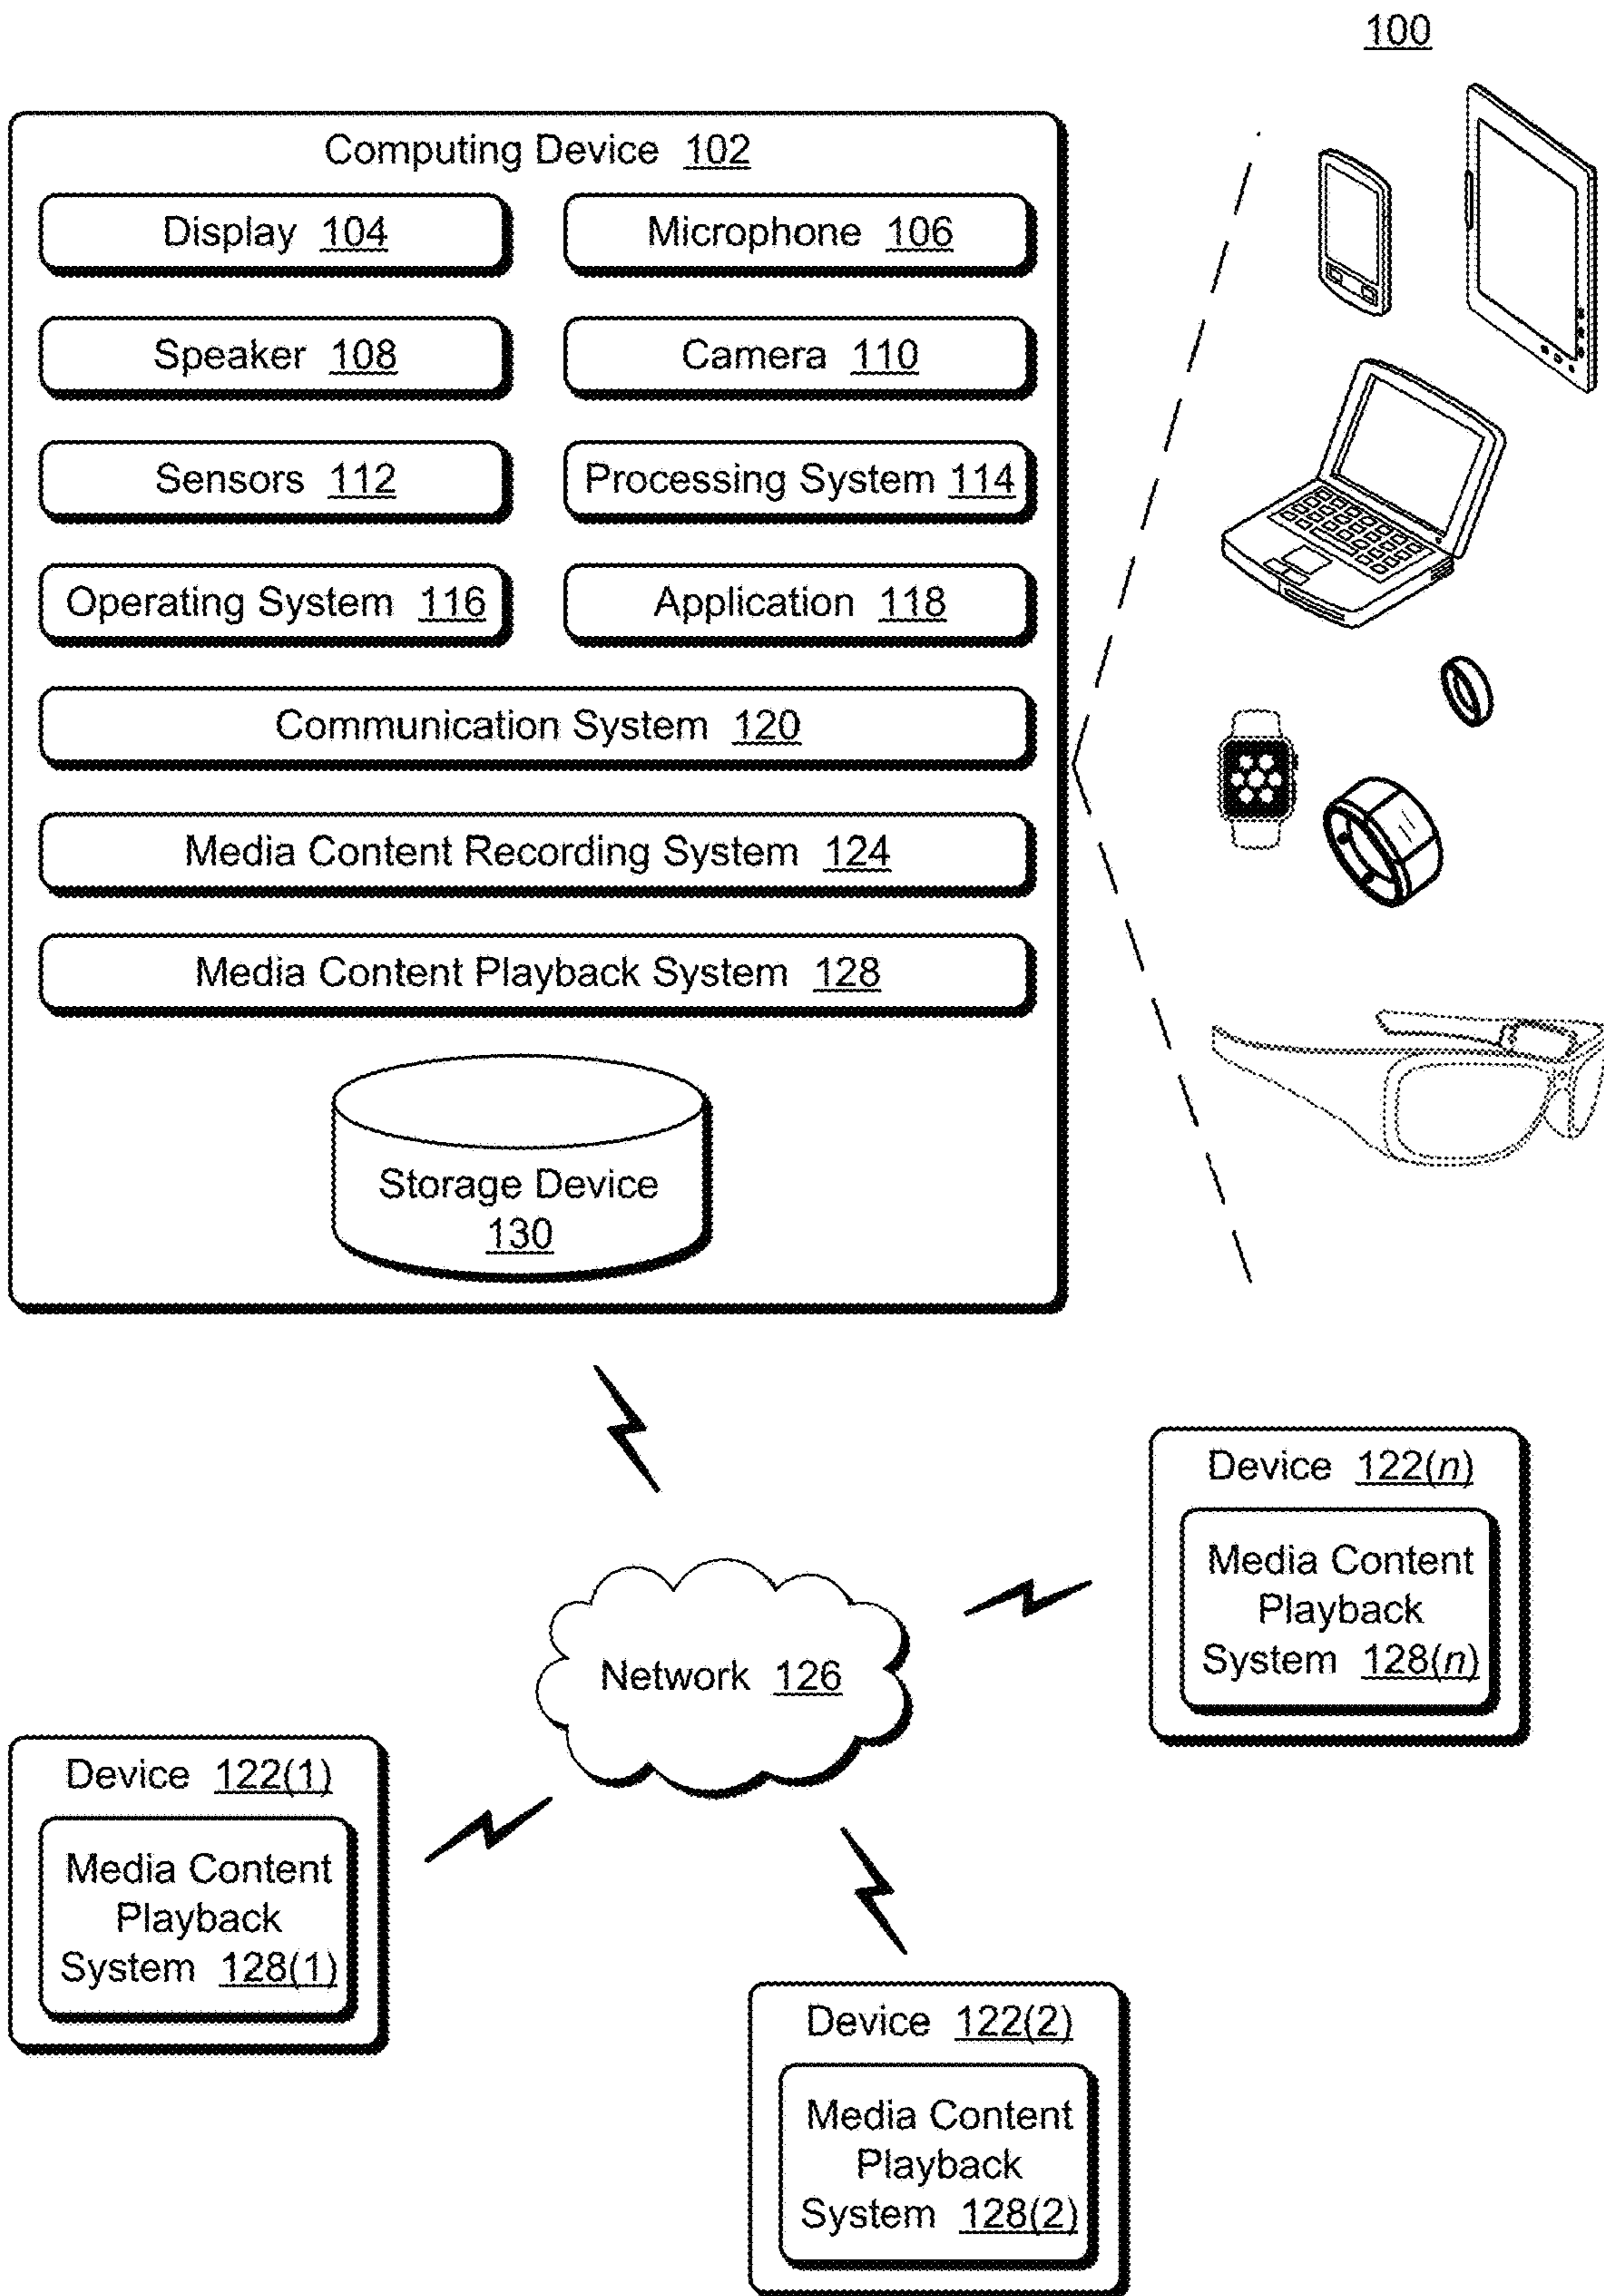 100
Computing Device 102
Display 104
Microphone 106
Speaker 108
Camera 110
Sensors 112
Processing System 114
Operating System 116
Application 118
Communication System 120
Media Content Recording System 124
Media Content Playback System 128
Storage Device
130
Device 122(n)
Media Content
Playback
System 128(n)
Network 126
Device 122(1)
Media Content
Playback
System 128(1)
Device 122(2)
Media Content
Playback
System 128(2)